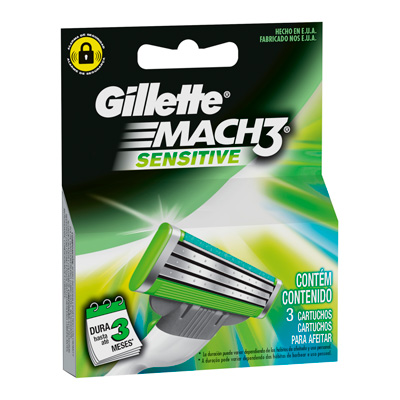 HECHO EN E.U.A.
FABRICADO NOS E.U.A.
Gillette®
MACH3®
SENSITIVE
CONTÉM
CONTENIDO
3 CARTUCHOS
CARTUCHOS
PARA AFEITAR
DURA
hasta
até
3
MESES*